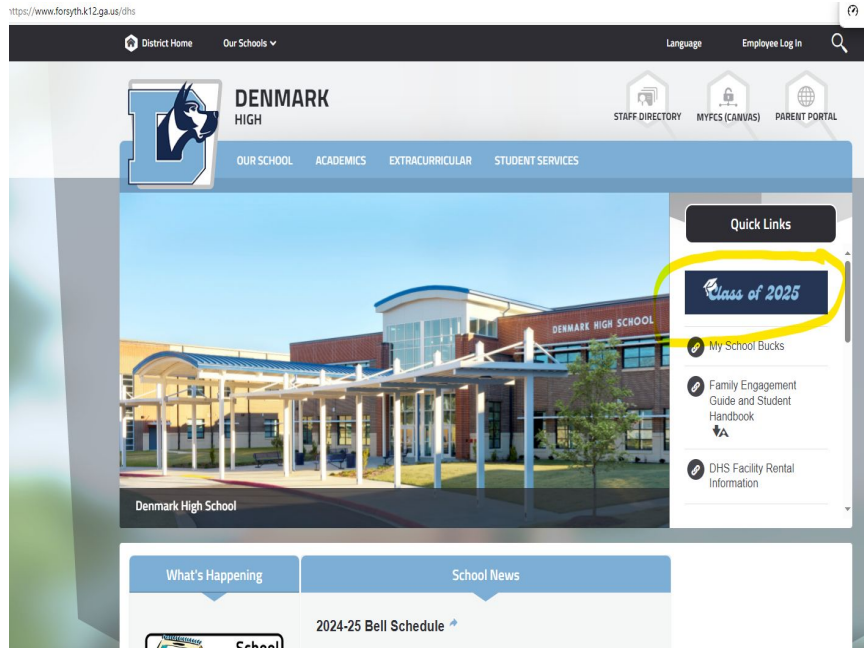 https://www.forsyth.k12.ga.us/dhs
District Home
Our Schools
Language
Employee Log In
DENMARK
HIGH
STAFF DIRECTORY
MYFCS (CANVAS)
PARENT PORTAL
D
OUR SCHOOL
ACADEMICS
EXTRACURRICULAR
STUDENT SERVICES
DENMARK HIGH SCHOOL
Denmark High School
Quick Links
Class of 2025
My School Bucks
Family Engagement
Guide and Student
Handbook
DHS Facility Rental
Information
What's Happening
School News
2024-25 Bell Schedule
School